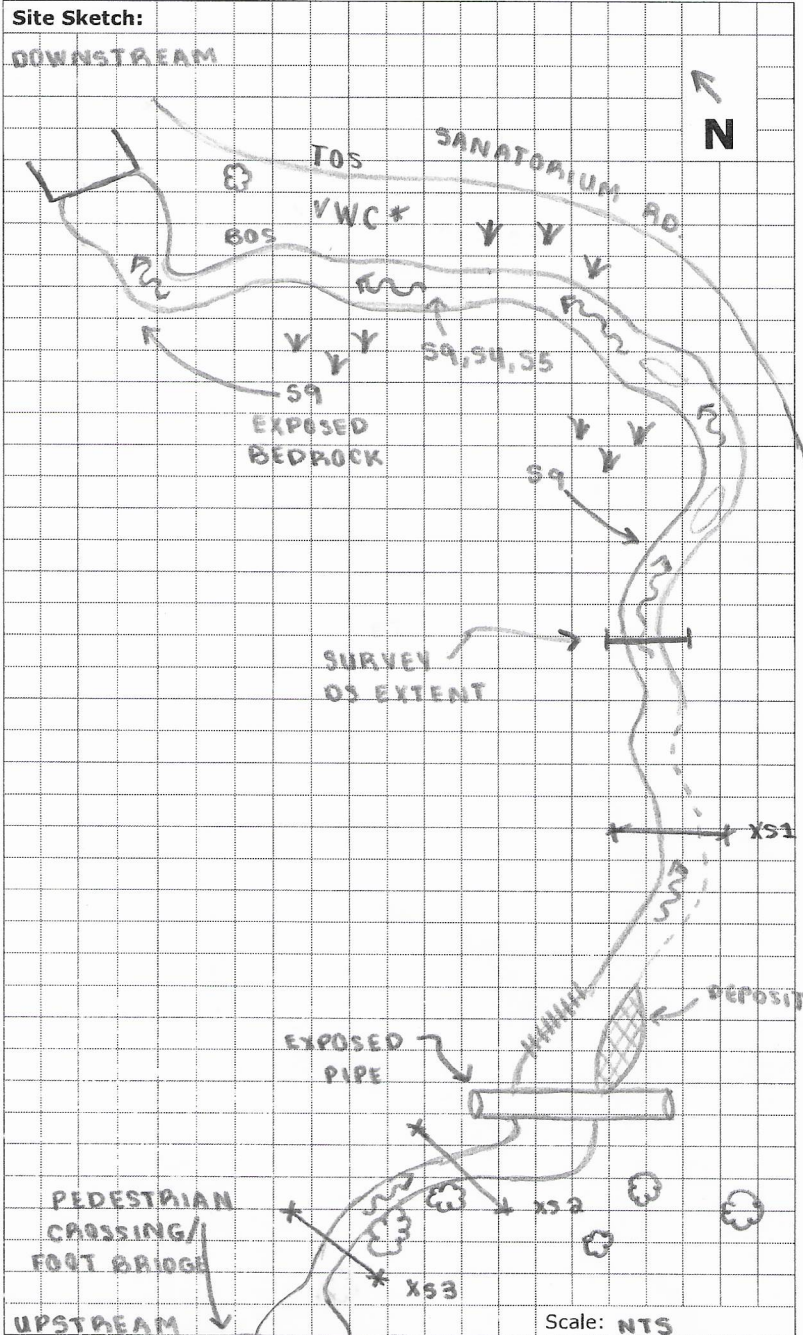 Site Sketch:
DOWNSTREAM
N
SANATORIUM RD.
TOS
VWC*
BOS
S9, S4, S5
S9
EXPOSED
BEDROCK
S9
SURVEY
DS EXTENT
XS1
DEPOSIT
EXPOSED
PIPE
XS2
PEDESTRIAN
CROSSING/
FOOT BRIDGE
XS3
UPSTREAM
Scale: NTS